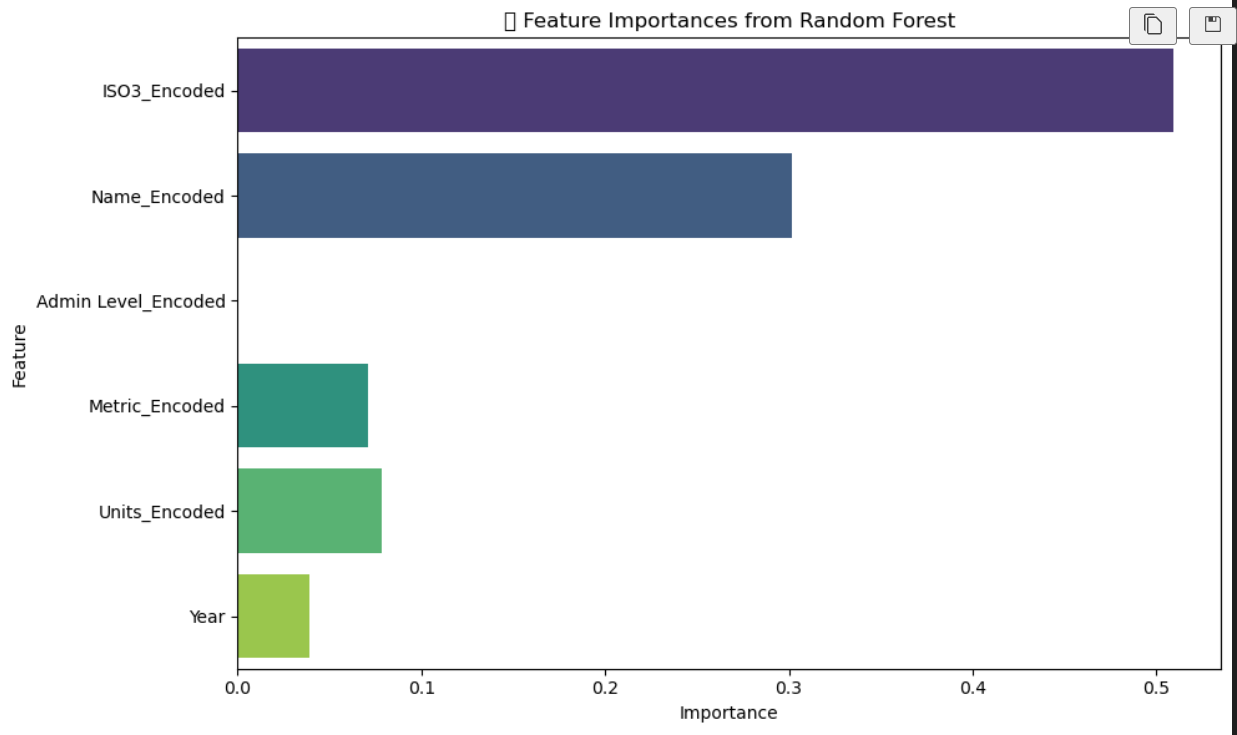 ▯ Feature Importances from Random Forest
ISO3_Encoded
Name_Encoded
Admin Level_Encoded
Metric_Encoded
Units_Encoded
Year
Feature
0.0 0.1 0.2 0.3 0.4 0.5
Importance